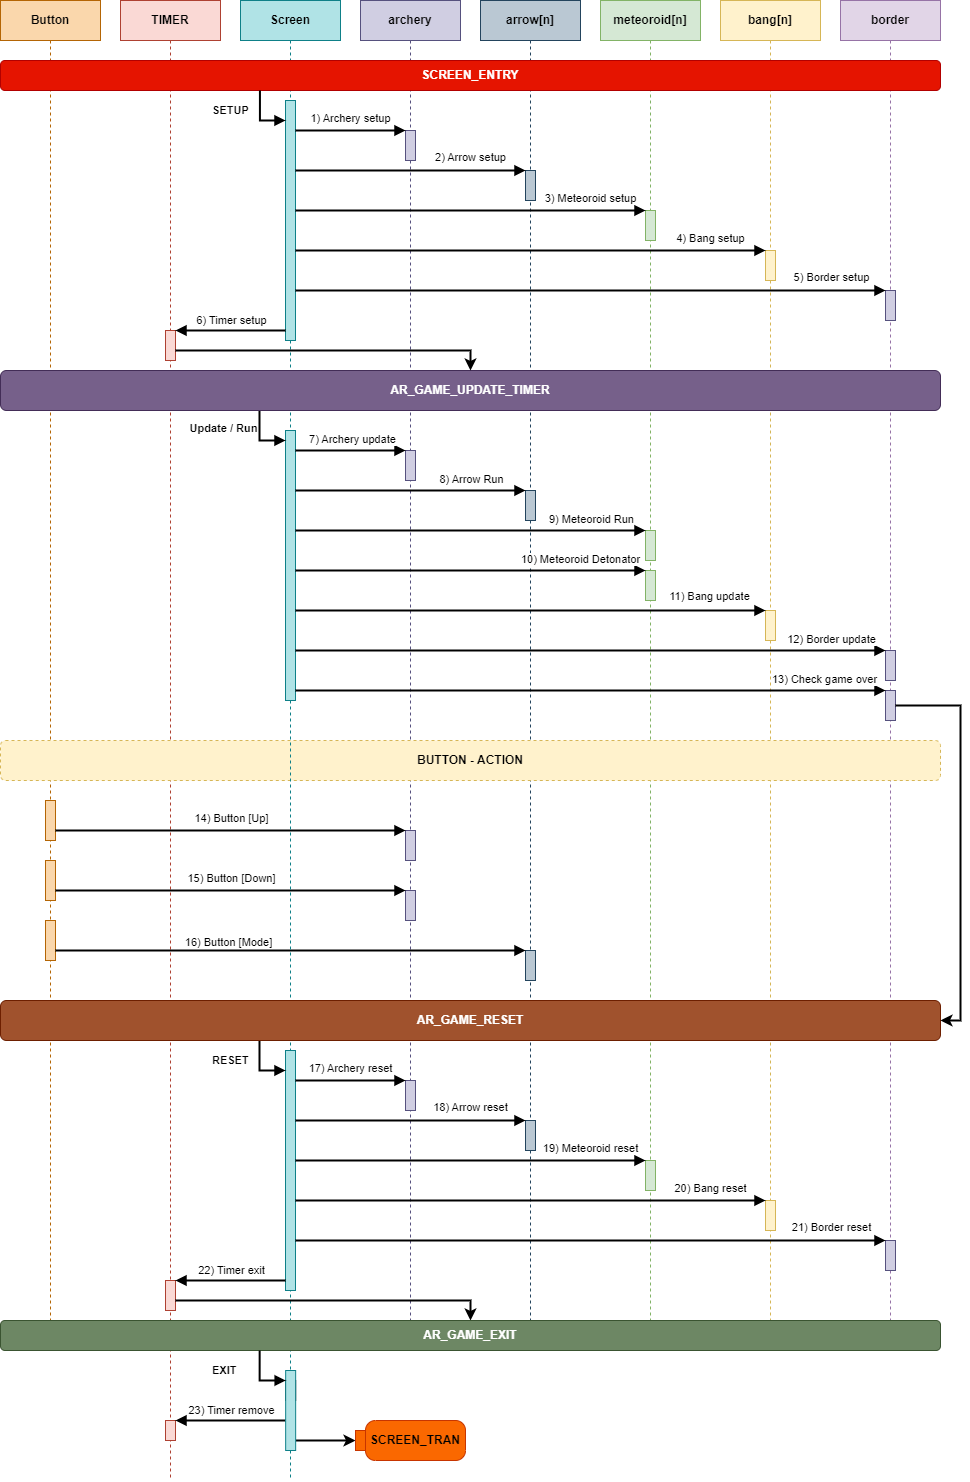 Button
TIMER
Screen
archery
arrow[n]
meteoroid[n]
bang[n]
border
SCREEN_ENTRY
SETUP
1) Archery setup
2) Arrow setup
3) Meteoroid setup
4) Bang setup
5) Border setup
6) Timer setup
AR_GAME_UPDATE_TIMER
Update / Run
7) Archery update
8) Arrow Run
9) Meteoroid Run
10) Meteoroid Detonator
11) Bang update
12) Border update
13) Check game over
BUTTON - ACTION
14) Button [Up]
15) Button [Down]
16) Button [Mode]
AR_GAME_RESET
RESET
17) Archery reset
18) Arrow reset
19) Meteoroid reset
20) Bang reset
21) Border reset
22) Timer exit
AR_GAME_EXIT
EXIT
23) Timer remove
SCREEN_TRAN